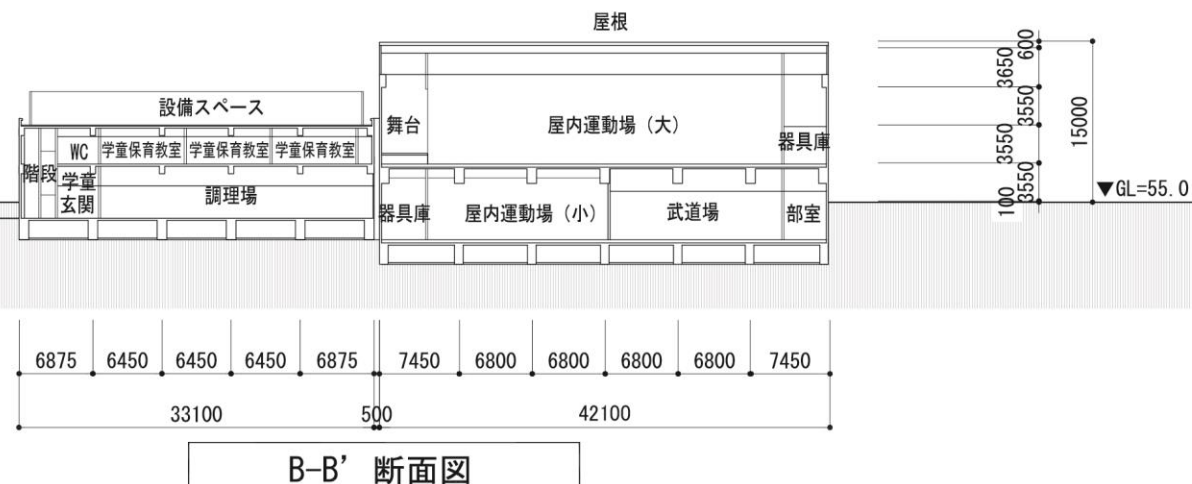 屋根
設備スペース
舞台
屋内運動場（大）
器具庫
WC
学童保育教室
学童保育教室
学童保育教室
階段
学童
玄関
調理場
器具庫
屋内運動場（小）
武道場
部室
600
3650
3550
3550
3550
100
15000
▼GL=55.0
6875 6450 6450 6450 6875 7450 6800 6800 6800 6800 7450
33100 500 42100
B-B’ 断面図